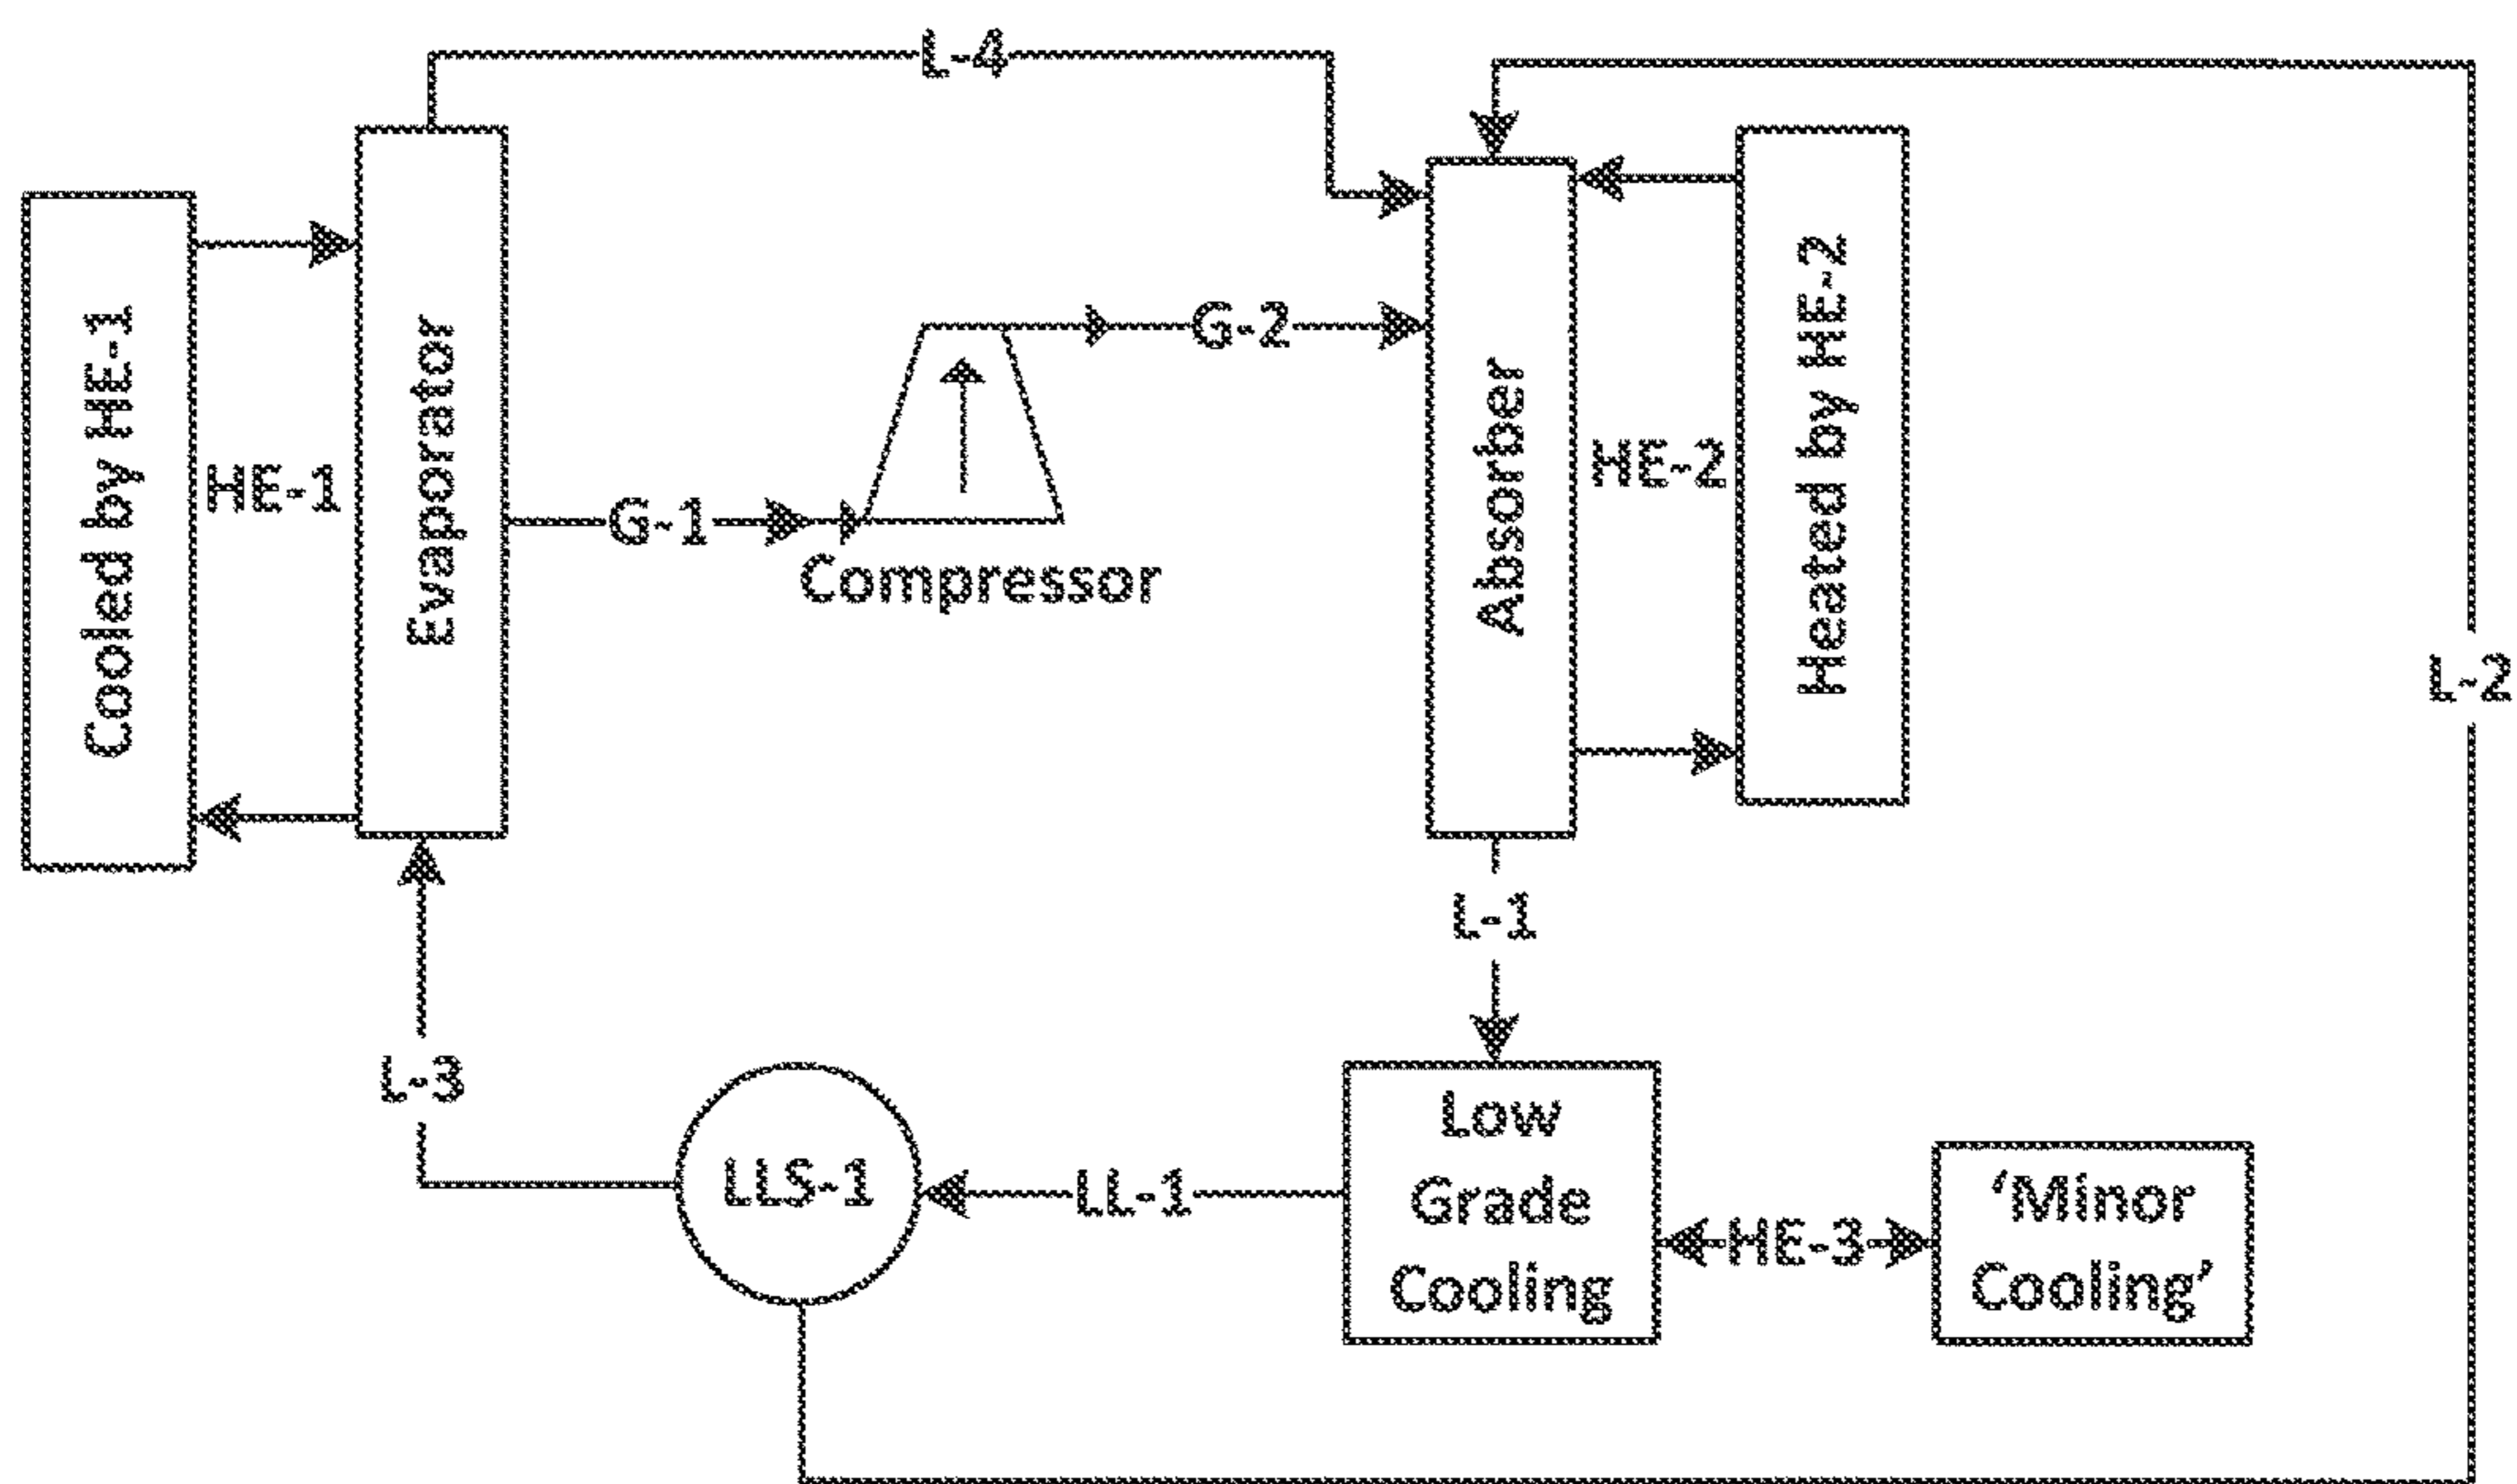 L-4
Cooled by HE-1
HE-1
Evaporator
G-1
Compressor
G-2
Absorber
HE-2
Heated by HE-2
L-2
L-1
L-3
LLS-1
LL-1
Low
Grade
Cooling
HE-3
‘Minor
Cooling’